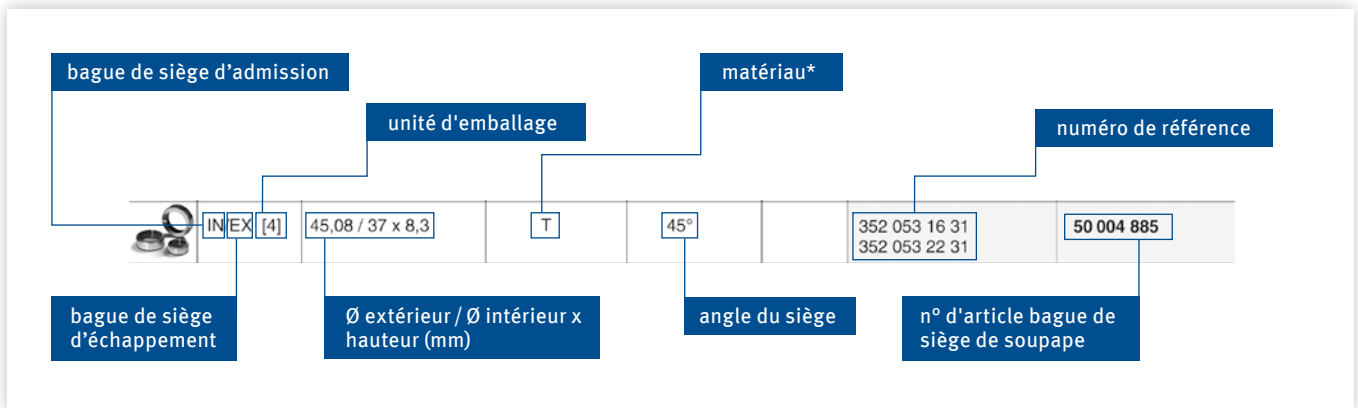 bague de siège d’admission
matériau*
unité d'emballage
numéro de référence
IN/EX [4]
45,08 / 37 x 8,3
T
45°
352 053 16 31
352 053 22 31
50 004 885
bague de siège
d’échappement
Ø extérieur / Ø intérieur x
hauteur (mm)
angle du siège
n° d'article bague de
siège de soupape